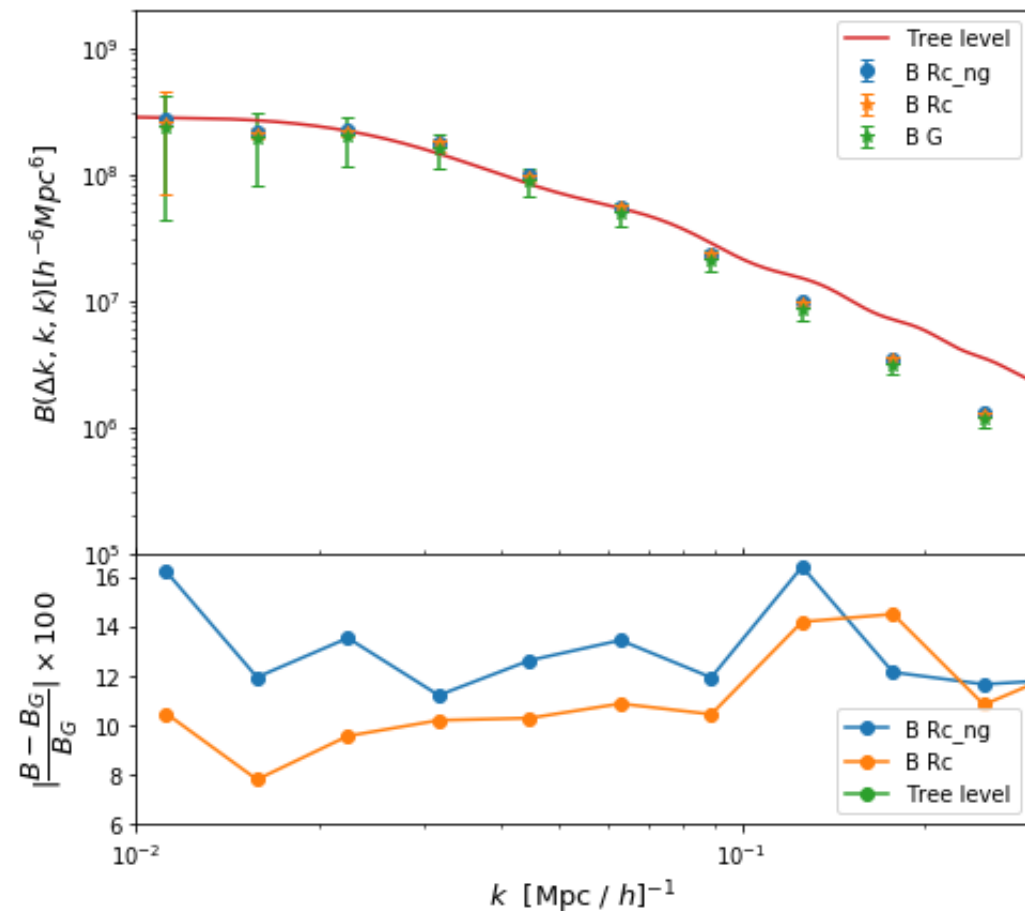 10⁹
10⁸
10⁷
10⁶
10⁵
B(Δk, k, k)[h⁻⁶Mpc⁶]
Tree level
B Rc_ng
B Rc
B G
16
14
12
10
8
6
|B − B_G / B_G| × 100
B Rc_ng
B Rc
Tree level
10⁻²
10⁻¹
k [Mpc / h]⁻¹